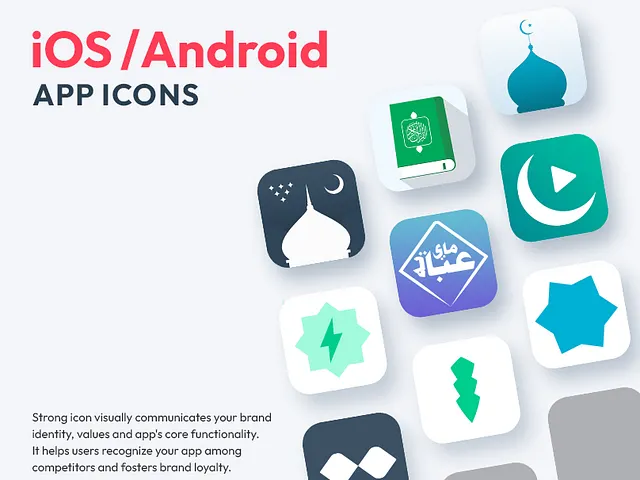 iOS / Android
APP ICONS
ماي
عباية
Strong icon visually communicates your brand
identity, values and app's core functionality.
It helps users recognize your app among
competitors and fosters brand loyalty.